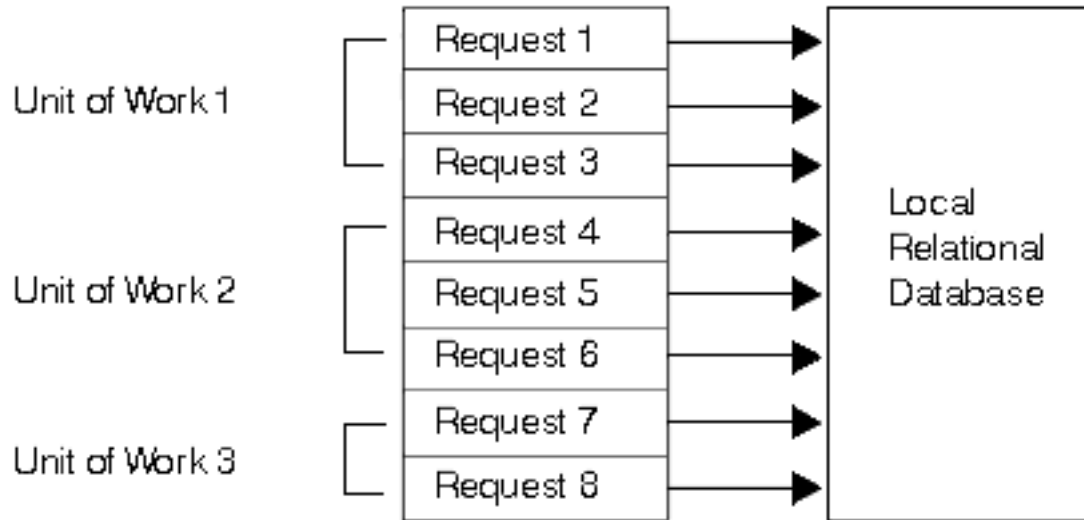 Unit of Work 1
Request 1
Request 2
Request 3
Unit of Work 2
Request 4
Request 5
Request 6
Unit of Work 3
Request 7
Request 8
Local
Relational
Database